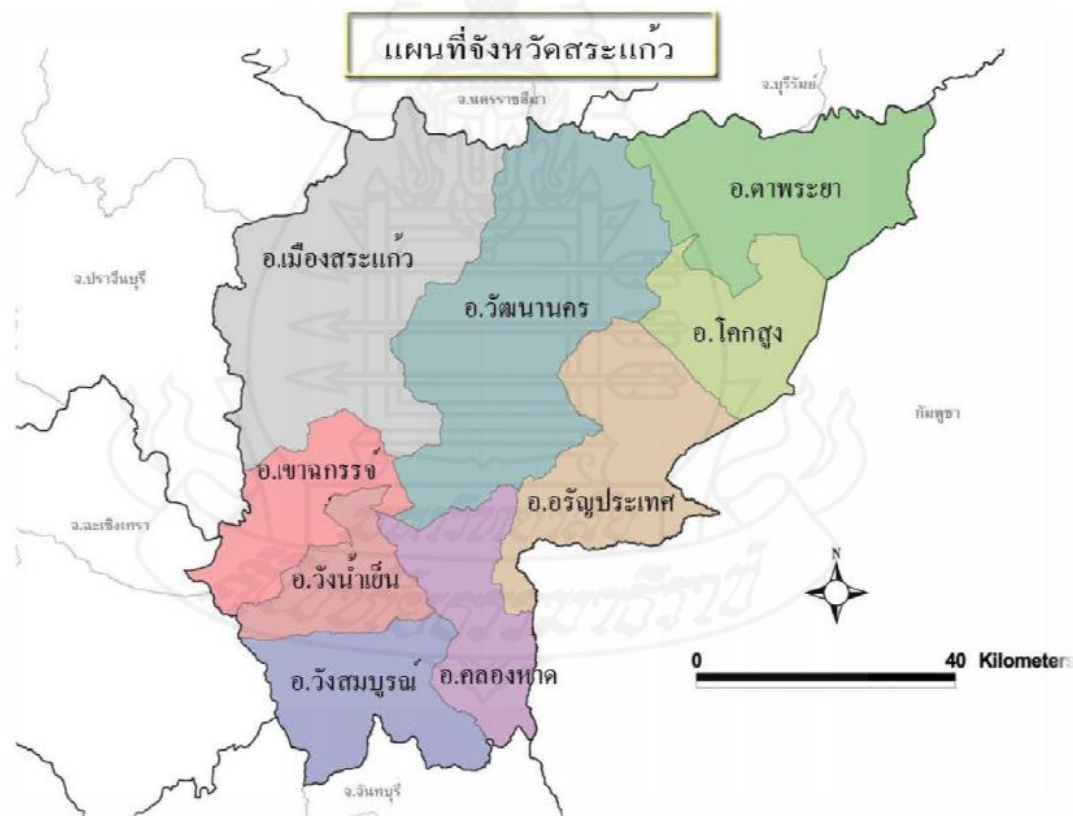 แผนที่จังหวัดสระแก้ว
จ.นครราชสีมา
จ.บุรีรัมย์
อ.ตาพระยา
อ.เมืองสระแก้ว
จ.ปราจีนบุรี
อ.วัฒนานคร
อ.โคกสูง
กัมพูชา
อ.เขาฉกรรจ์
อ.อรัญประเทศ
จ.ฉะเชิงเทรา
อ.วังน้ำเย็น
N
0 40 Kilometers
อ.คลองหาด
อ.วังสมบูรณ์
จ.จันทบุรี